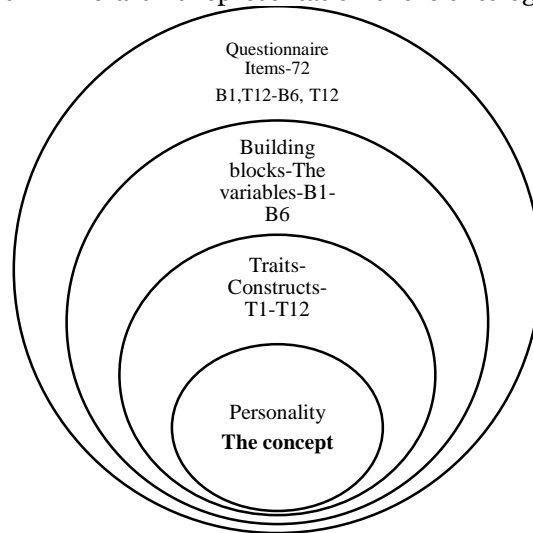 Questionnaire
Items-72
B1,T12-B6, T12
Building
blocks-The
variables-B1-
B6
Traits-
Constructs-
T1-T12
Personality
The concept